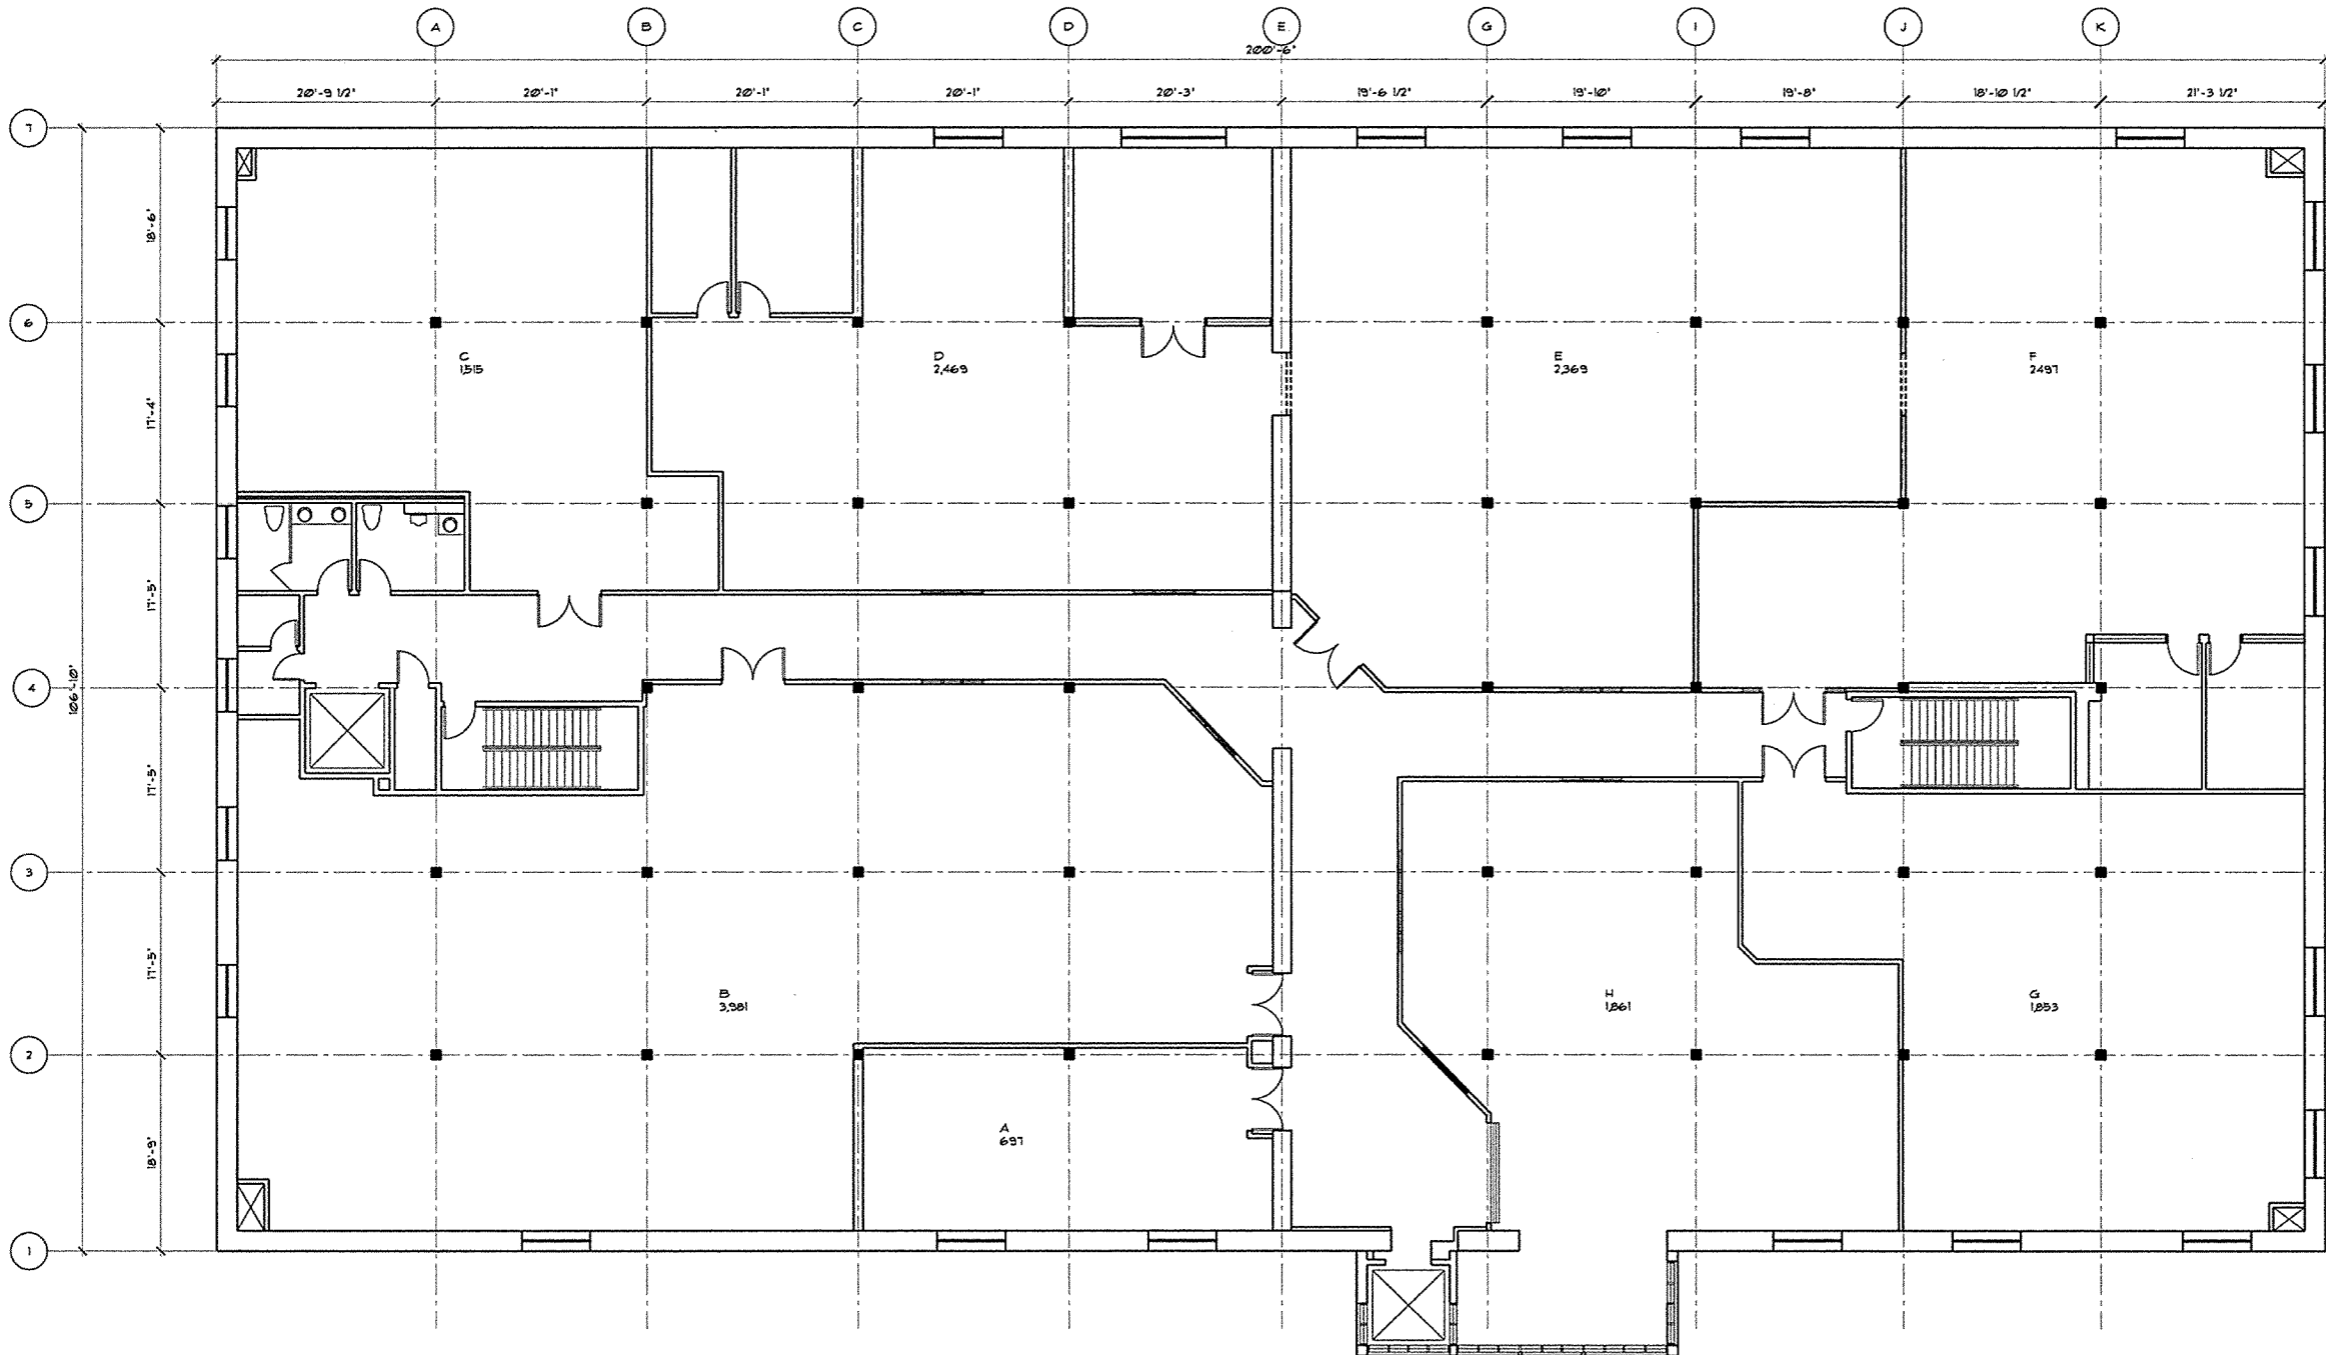 A B C D E G I J K
200'-6"
20'-9 1/2" 20'-1" 20'-1" 20'-1" 20'-3" 19'-6 1/2" 19'-10" 19'-8" 18'-10 1/2" 21'-3 1/2"
7
18'-6"
6
C
1,515
D
2,469
E
2,369
F
2497
17'-4"
5
17'-5"
4
106'-10"
17'-5"
3
17'-5"
B
3,981
H
1,861
G
1,853
2
A
697
18'-9"
1